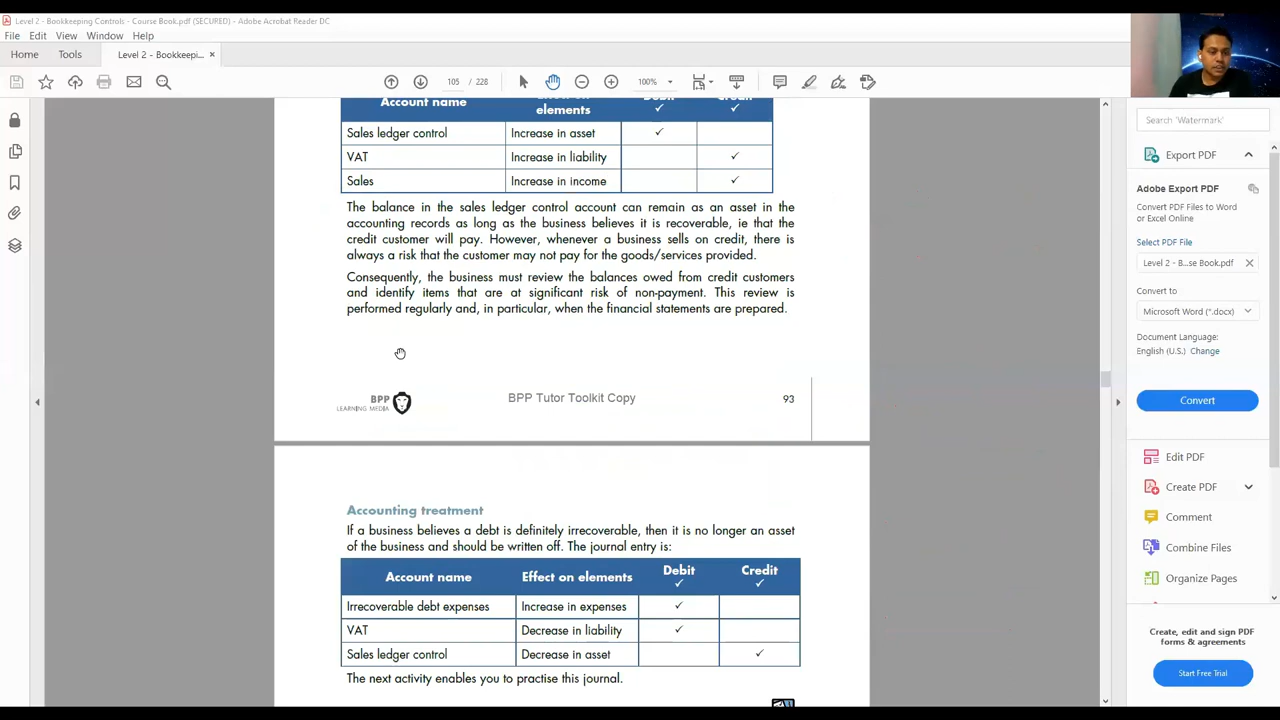 Level 2 - Bookkeeping Controls - Course Book.pdf (SECURED) - Adobe Acrobat Reader DC
File Edit View Window Help
Home Tools Level 2 - Bookkeepi... ×
105 / 228 100%
Account name Effect on elements Debit Credit
✓ ✓
Sales ledger control Increase in asset ✓
VAT Increase in liability ✓
Sales Increase in income ✓
The balance in the sales ledger control account can remain as an asset in the
accounting records as long as the business believes it is recoverable, ie that the
credit customer will pay. However, whenever a business sells on credit, there is
always a risk that the customer may not pay for the goods/services provided.
Consequently, the business must review the balances owed from credit customers
and identify items that are at significant risk of non-payment. This review is
performed regularly and, in particular, when the financial statements are prepared.
BPP
LEARNING MEDIA
BPP Tutor Toolkit Copy
93
Accounting treatment
If a business believes a debt is definitely irrecoverable, then it is no longer an asset
of the business and should be written off. The journal entry is:
Account name Effect on elements Debit Credit
✓ ✓
Irrecoverable debt expenses Increase in expenses ✓
VAT Decrease in liability ✓
Sales ledger control Decrease in asset ✓
The next activity enables you to practise this journal.
Search 'Watermark'
Export PDF
Adobe Export PDF
Convert PDF Files to Word
or Excel Online
Select PDF File
Level 2 - B...se Book.pdf ×
Convert to
Microsoft Word (*.docx)
Document Language:
English (U.S.) Change
Convert
Edit PDF
Create PDF
Comment
Combine Files
Organize Pages
Create, edit and sign PDF
forms & agreements
Start Free Trial